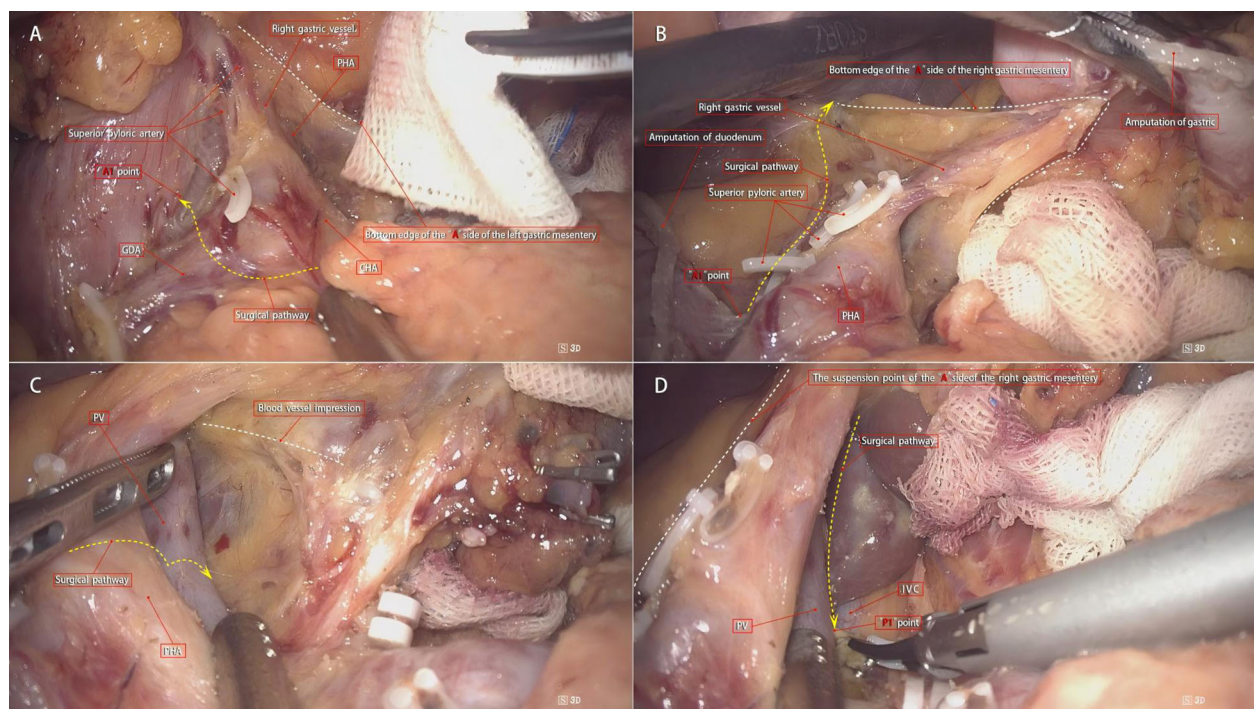 A
Right gastric vessel
PHA
Superior pyloric artery
"A1" point
GDA
Bottom edge of the "A" side of the left gastric mesentery
CHA
Surgical pathway
S 3D
B
Bottom edge of the "A" side of the right gastric mesentery
Right gastric vessel
Amputation of duodenum
Amputation of gastric
Surgical pathway
Superior pyloric artery
"A1" point
PHA
S 3D
C
Blood vessel impression
PV
Surgical pathway
PHA
S 3D
D
The suspension point of the "A" sideof the right gastric mesentery
Surgical pathway
IVC
PV
"P1" point
S 3D